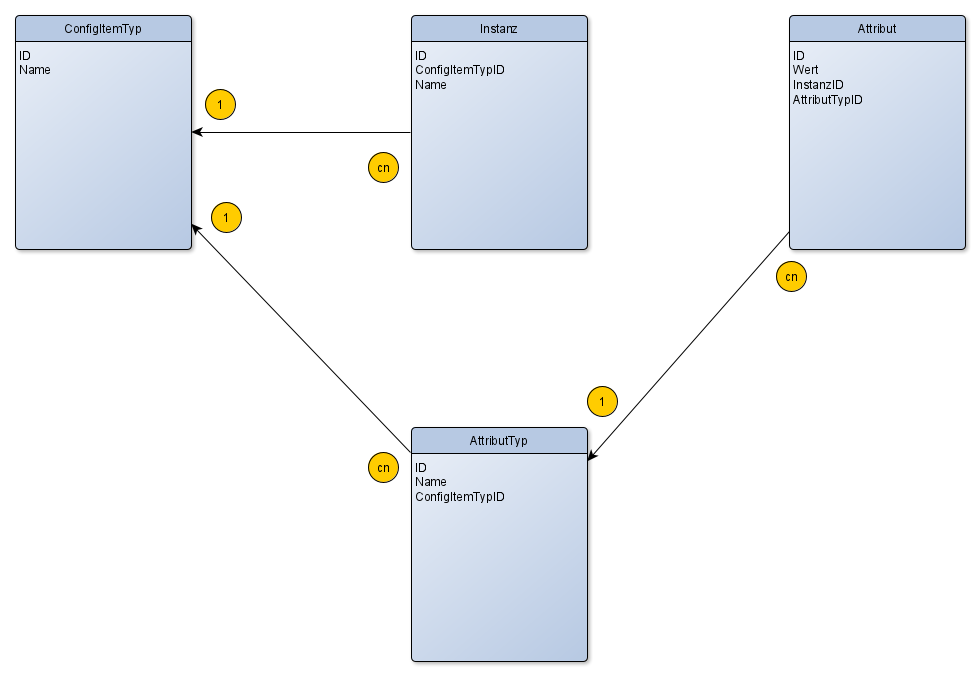 ConfigItemTyp
ID
Name
Instanz
ID
ConfigItemTypID
Name
Attribut
ID
Wert
InstanzID
AttributTypID
1
cn
1
cn
1
cn
AttributTyp
ID
Name
ConfigItemTypID